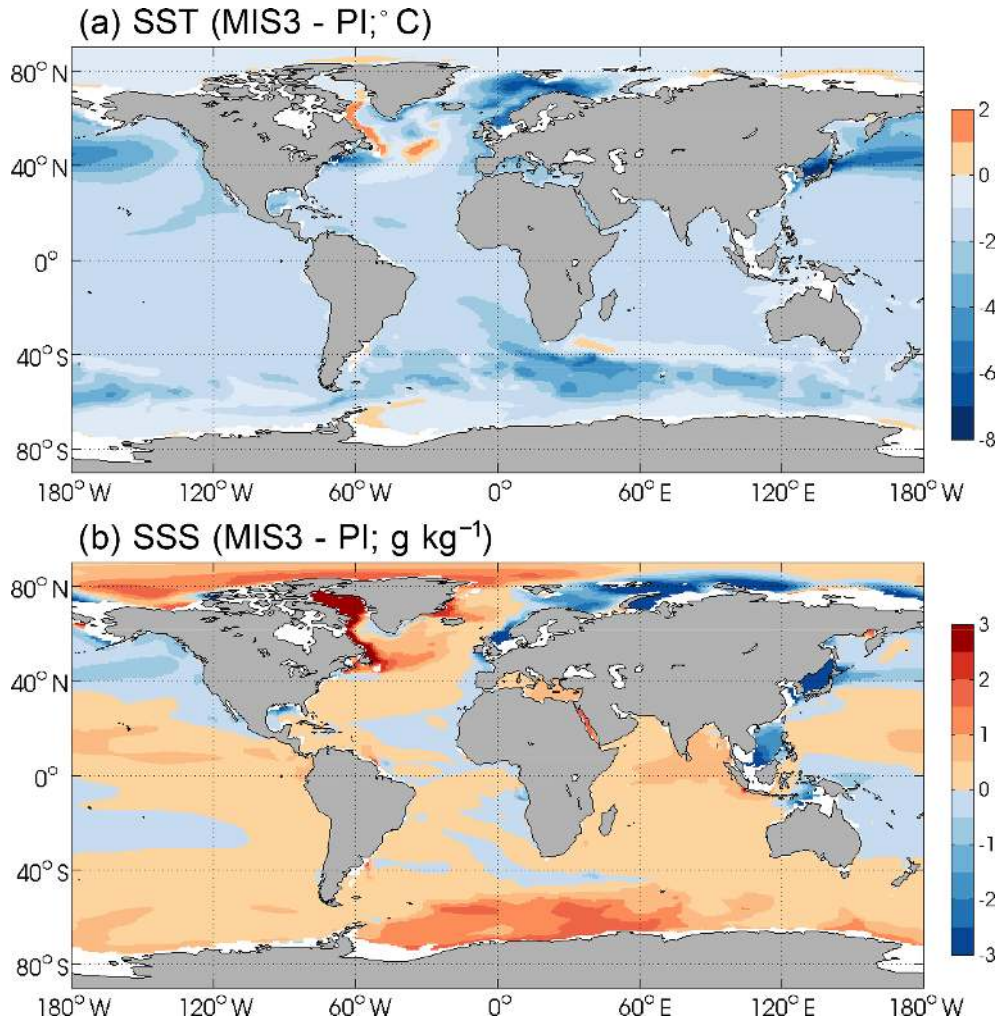 (a) SST (MIS3 - PI;°C)
80° N
40° N
0°
40° S
80° S
180° W 120° W 60° W 0° 60° E 120° E 180° W
2
0
-2
-4
-6
-8
(b) SSS (MIS3 - PI; g kg⁻¹)
80° N
40° N
0°
40° S
80° S
180° W 120° W 60° W 0° 60° E 120° E 180° W
3
2
1
0
-1
-2
-3